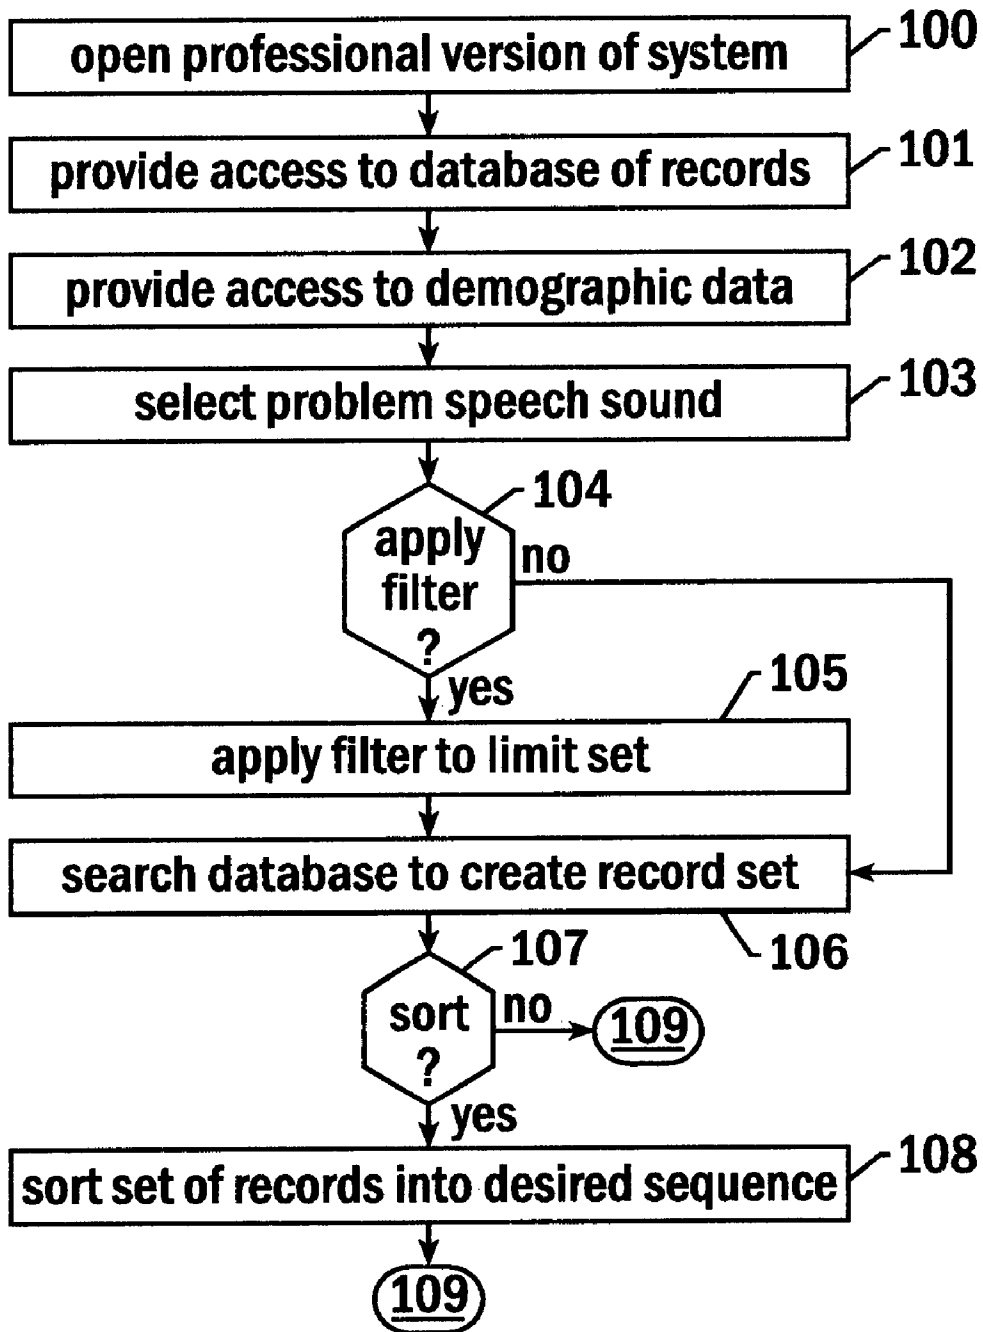 open professional version of system
100
provide access to database of records
101
provide access to demographic data
102
select problem speech sound
103
104
apply
filter
?
no
yes
105
apply filter to limit set
search database to create record set
106
107
sort
?
no
109
yes
sort set of records into desired sequence
108
109